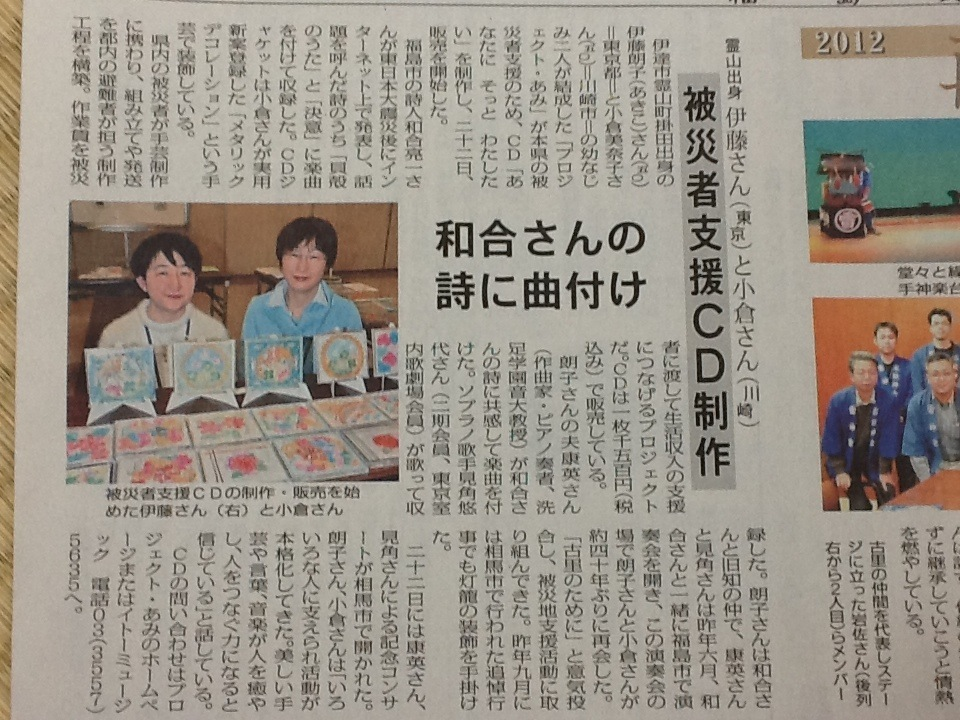 2012
霊山出身 伊藤さん(東京)と小倉さん(川崎)
被災者支援CD制作
和合さんの
詩に曲付け
伊達市霊山町掛田出身の
伊藤朗子(あきこ)さん
=東京都=と小倉美奈子さ
ん=川崎市=の幼なじ
み二人が結成した「プロジ
ェクト・あみ」が本県の被
災者支援のため、CD「あ
なたに そっと わたした
い」を制作し、二十二日、
販売を開始した。
福島市の詩人和合亮一さ
んが東日本大震災後にイン
ターネット上で発表し、話
題を呼んだ詩のうち「貝殻
のうた」と「決意」に楽曲
を付けて収録した。CDジ
ャケットは小倉さんが実用
新案登録した「メタリック
デコレーション」という手
芸で装飾している。
県内の被災者が手芸制作
に携わり、組み立てや発送
を都内の避難者が担う制作
工程を構築。作業員を被災
者に渡して生活収入の支援
につなげるプロジェクト
だ。CDは一枚千五百円(税
込み)で販売している。
朗子さんの夫康英さん
(作曲家・ピアノ奏者、洗
足学園音大教授)が和合さ
んの詩に共感して楽曲を付
けた。ソプラノ歌手見角悠
代さん(二期会員、東京室
内歌劇場会員)が歌って収
録した。朗子さんは和合さ
んと旧知の仲で、康英さん
と見角さんは昨年六月、和
合さんと一緒に福島市で演
奏会を開き、この演奏会の
場で朗子さんと小倉さんが
約四十年ぶりに再会した。
「古里のために」と意気投
合し、被災地支援活動に取
り組んできた。昨年九月に
は相馬市で行われた追悼行
事でも灯籠の装飾を手掛け
た。
二十二日には康英さん、
見角さんによる記念コンサ
ートが相馬市で開かれた。
朗子さん、小倉さんは「いろ
いろな人に支えられ活動が
本格化してきた。美しい手
芸や言葉、音楽が人を癒や
し、人をつなぐ力になると
信じている」と話している。
CDの問い合わせはプロ
ジェクト・あみのホームペ
ージまたはイトーミュージ
ック 電話03(3557)
5635へ。
被災者支援CDの制作・販売を始
めた伊藤さん(右)と小倉さん
堂々と
手神楽台
ずに継承していこうと情熱
を燃やしている。
古里の仲間を代表しステー
ジに立った岩佐さん(後列
右から2人目)らメンバー